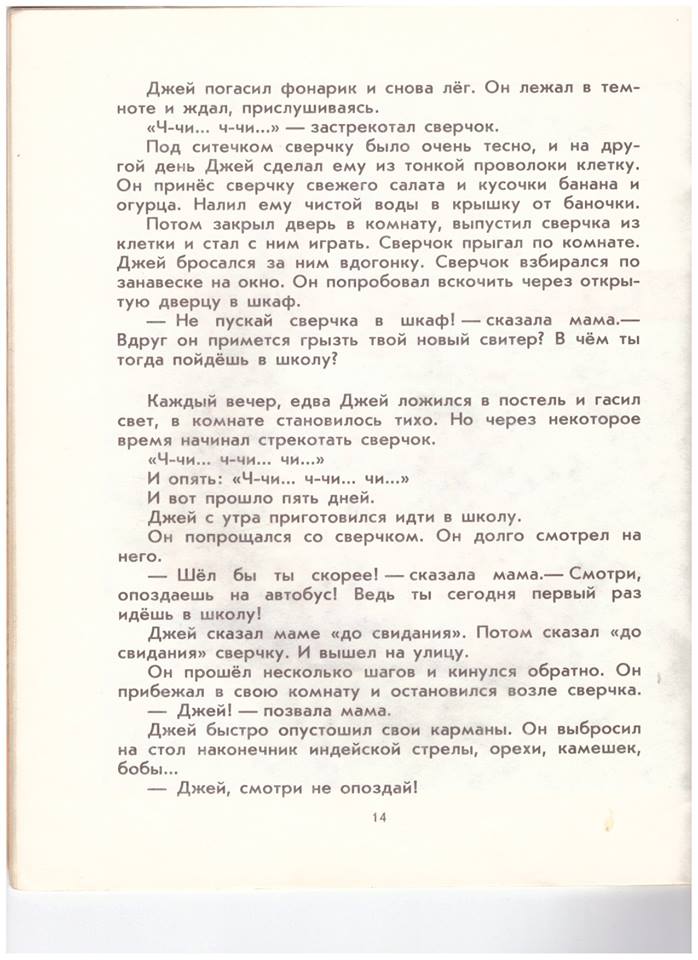 Джей погасил фонарик и снова лёг. Он лежал в тем-
ноте и ждал, прислушиваясь.
«Ч-чи... ч-чи...» — застрекотал сверчок.
Под ситечком сверчку было очень тесно, и на дру-
гой день Джей сделал ему из тонкой проволоки клетку.
Он принёс сверчку свежего салата и кусочки банана и
огурца. Налил ему чистой воды в крышку от баночки.
Потом закрыл дверь в комнату, выпустил сверчка из
клетки и стал с ним играть. Сверчок прыгал по комнате.
Джей бросался за ним вдогонку. Сверчок взбирался по
занавеске на окно. Он попробовал вскочить через откры-
тую дверцу в шкаф.
— Не пускай сверчка в шкаф! — сказала мама.—
Вдруг он примется грызть твой новый свитер? В чём ты
тогда пойдёшь в школу?
Каждый вечер, едва Джей ложился в постель и гасил
свет, в комнате становилось тихо. Но через некоторое
время начинал стрекотать сверчок.
«Ч-чи... ч-чи... чи...»
И опять: «Ч-чи... ч-чи... чи...»
И вот прошло пять дней.
Джей с утра приготовился идти в школу.
Он попрощался со сверчком. Он долго смотрел на
него.
— Шёл бы ты скорее! — сказала мама.— Смотри,
опоздаешь на автобус! Ведь ты сегодня первый раз
идёшь в школу!
Джей сказал маме «до свидания». Потом сказал «до
свидания» сверчку. И вышел на улицу.
Он прошёл несколько шагов и кинулся обратно. Он
прибежал в свою комнату и остановился возле сверчка.
— Джей! — позвала мама.
Джей быстро опустошил свои карманы. Он выбросил
на стол наконечник индейской стрелы, орехи, камешек,
бобы...
— Джей, смотри не опоздай!
14